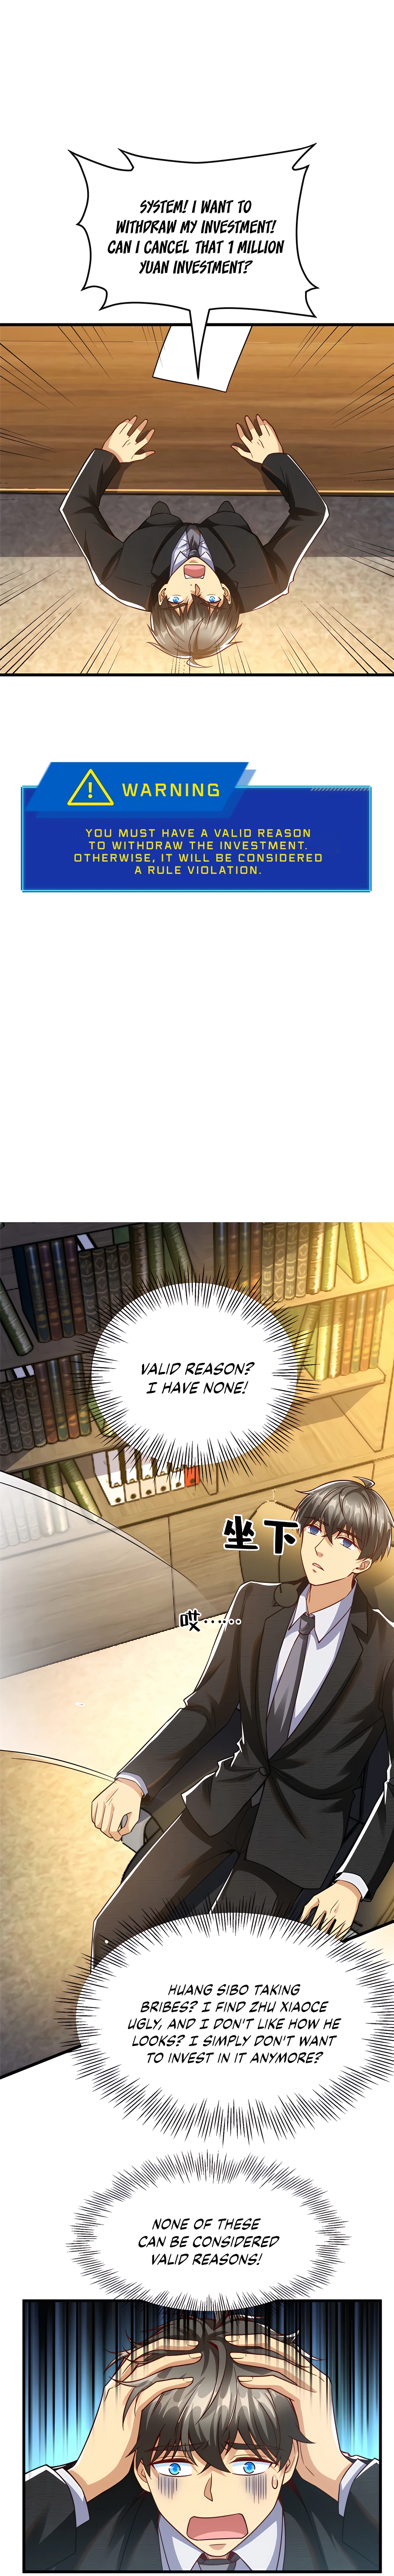 SYSTEM! I WANT TO
WITHDRAW MY INVESTMENT!
CAN I CANCEL THAT 1 MILLION
YUAN INVESTMENT?
WARNING
YOU MUST HAVE A VALID REASON
TO WITHDRAW THE INVESTMENT.
OTHERWISE, IT WILL BE CONSIDERED
A RULE VIOLATION.
VALID REASON?
I HAVE NONE!
坐下
哎……
HUANG SIBO TAKING
BRIBES? I FIND ZHU XIAOCE
UGLY, AND I DON'T LIKE HOW HE
LOOKS? I SIMPLY DON'T WANT
TO INVEST IN IT ANYMORE?
NONE OF THESE
CAN BE CONSIDERED
VALID REASONS!